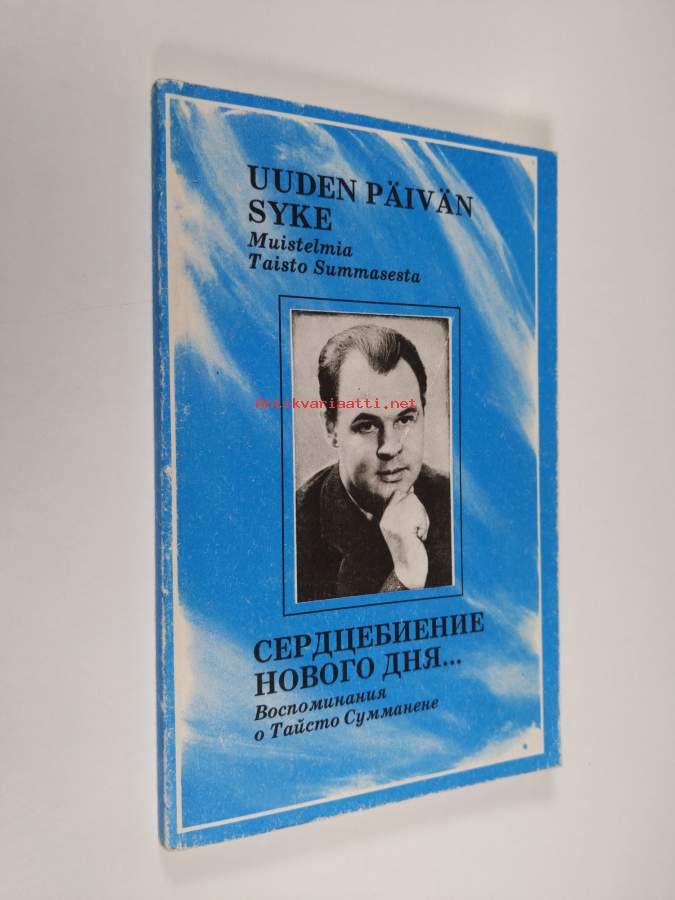 UUDEN PÄIVÄN
SYKE
Muistelmia
Taisto Summasesta
antikvariaatti.net
СЕРДЦЕБИЕНИЕ
НОВОГО ДНЯ...
Воспоминания
о Тайсто Сумманене